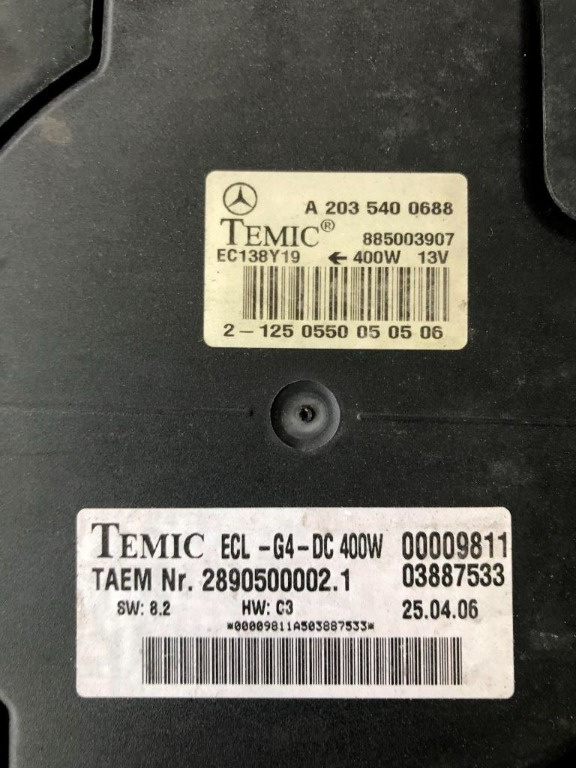 A 203 540 0688
TEMIC® 885003907
EC138Y19 ← 400W 13V
2-125 0550 05 05 06
TEMIC ECL -G4-DC 400W 00009811
TAEM Nr. 2890500002.1 03887533
SW: 8.2 HW: C3 25.04.06
*00009811A503887533*